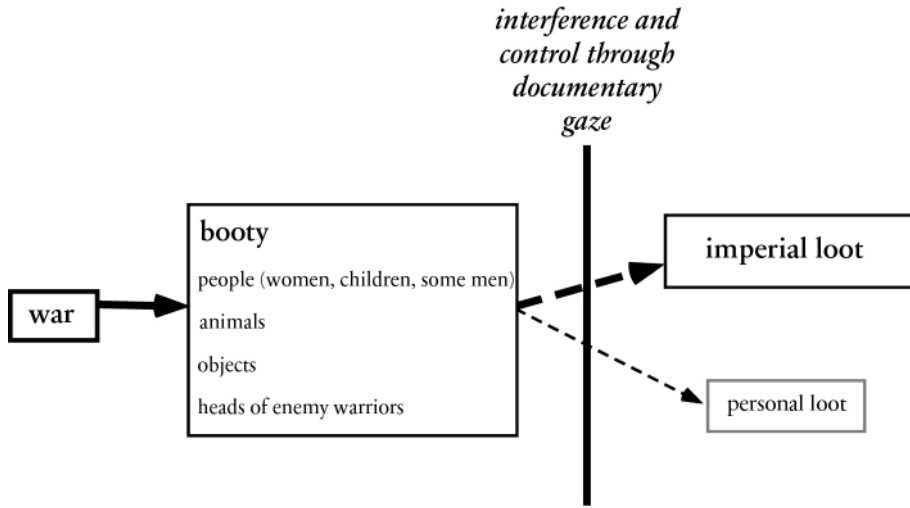 interference and
control through
documentary
gaze
war
booty
people (women, children, some men)
animals
objects
heads of enemy warriors
imperial loot
personal loot